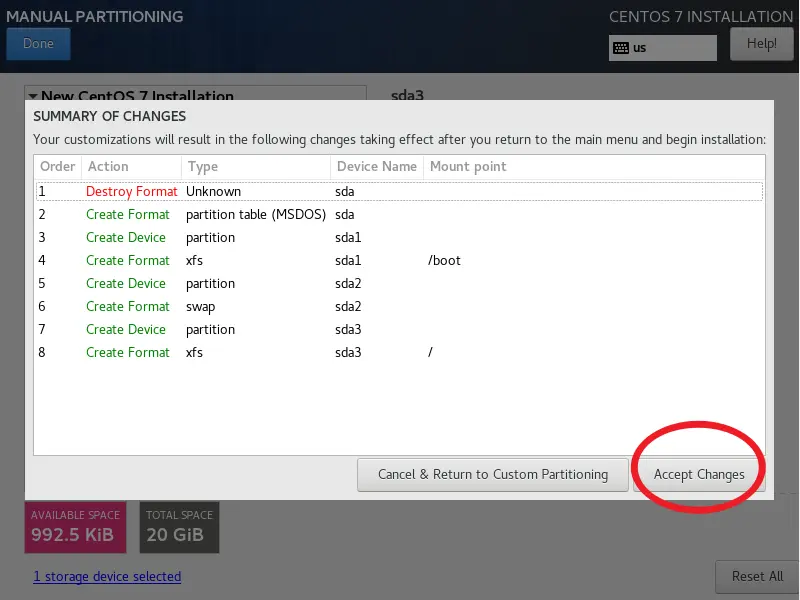 MANUAL PARTITIONING
CENTOS 7 INSTALLATION
Done
us
Help!
New CentOS 7 Installation
sda3
SUMMARY OF CHANGES
Your customizations will result in the following changes taking effect after you return to the main menu and begin installation:
Order Action Type Device Name Mount point
1 Destroy Format Unknown sda
2 Create Format partition table (MSDOS) sda
3 Create Device partition sda1
4 Create Format xfs sda1 /boot
5 Create Device partition sda2
6 Create Format swap sda2
7 Create Device partition sda3
8 Create Format xfs sda3 /
Cancel & Return to Custom Partitioning
Accept Changes
AVAILABLE SPACE
992.5 KiB
TOTAL SPACE
20 GiB
1 storage device selected
Reset All